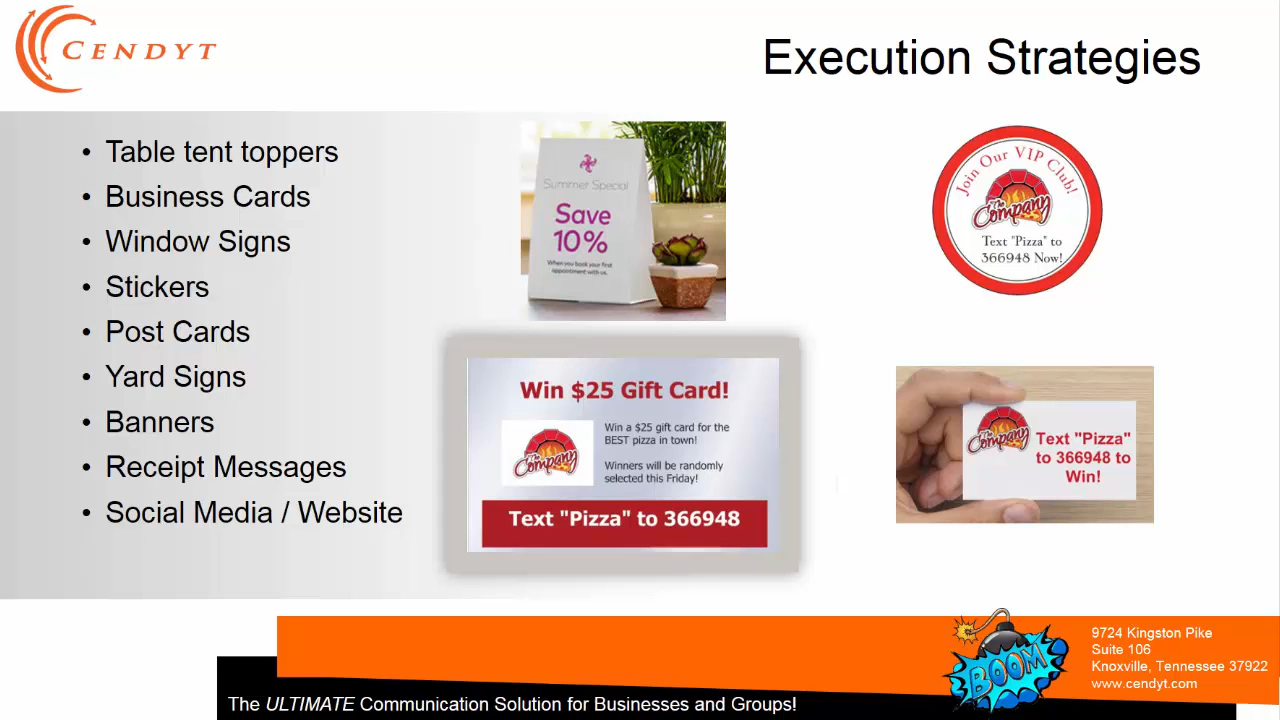 CENDYT
Execution Strategies
• Table tent toppers
• Business Cards
• Window Signs
• Stickers
• Post Cards
• Yard Signs
• Banners
• Receipt Messages
• Social Media / Website
Summer Special
Save
10%
When you book your first
appointment with us.
Join Our VIP Club!
The
Company
Text "Pizza" to
366948 Now!
Win $25 Gift Card!
The
Company
Win a $25 gift card for the
BEST pizza in town!
Winners will be randomly
selected this Friday!
Text "Pizza" to 366948
The
Company
Text "Pizza"
to 366948 to
Win!
BOOM
9724 Kingston Pike
Suite 106
Knoxville, Tennessee 37922
www.cendyt.com
The ULTIMATE Communication Solution for Businesses and Groups!